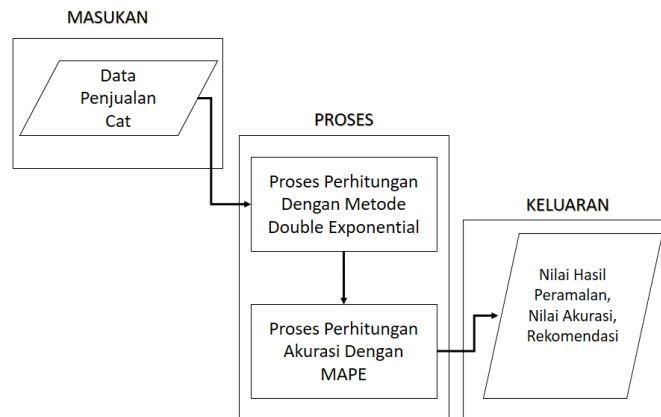 MASUKAN
Data
Penjualan
Cat
PROSES
Proses Perhitungan
Dengan Metode
Double Exponential
Proses Perhitungan
Akurasi Dengan
MAPE
KELUARAN
Nilai Hasil
Peramalan,
Nilai Akurasi,
Rekomendasi